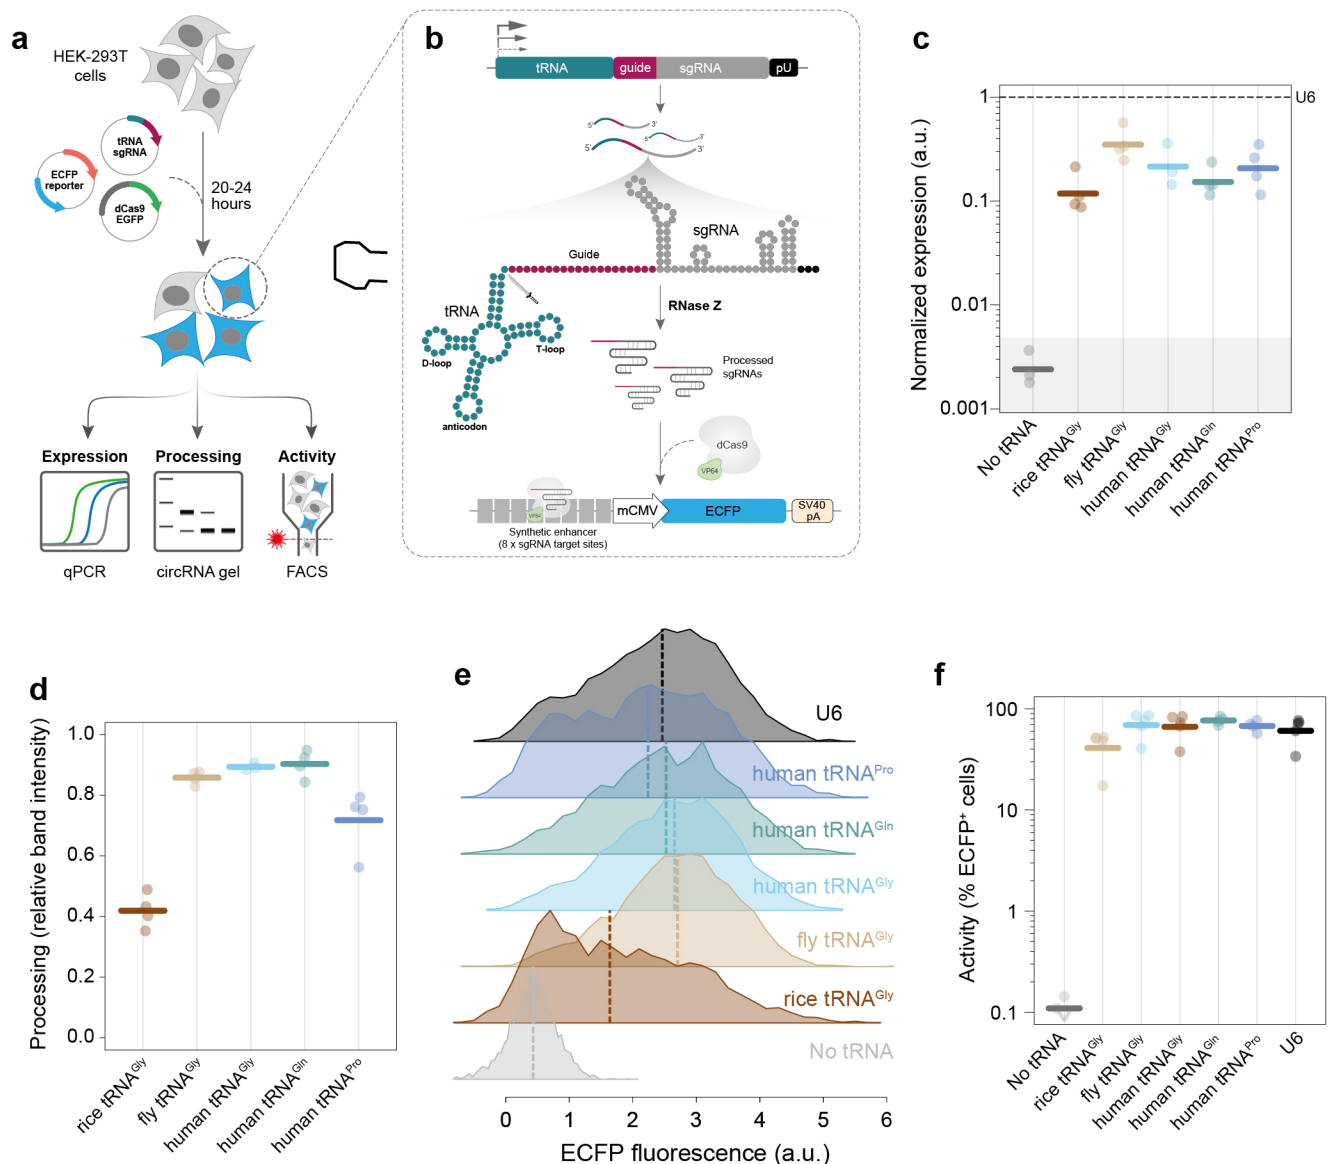 a
HEK-293T
cells
tRNA
sgRNA
ECFP
reporter
dCas9
EGFP
20-24
hours
Expression
Processing
Activity
qPCR
circRNA gel
FACS
b
tRNA
guide
sgRNA
pU
5'
3'
5'
3'
5'
3'
sgRNA
Guide
tRNA
D-loop
T-loop
anticodon
RNase Z
Processed
sgRNAs
dCas9
VP64
VP64
mCMV
ECFP
SV40
pA
Synthetic enhancer
(8 x sgRNA target sites)
c
Normalized expression (a.u.)
1
0.1
0.01
0.001
U6
No tRNA
rice tRNAGly
fly tRNAGly
human tRNAGly
human tRNAGln
human tRNAPro
d
Processing (relative band intensity)
1.0
0.8
0.6
0.4
0.2
0.0
rice tRNAGly
fly tRNAGly
human tRNAGly
human tRNAGln
human tRNAPro
e
U6
human tRNAPro
human tRNAGln
human tRNAGly
fly tRNAGly
rice tRNAGly
No tRNA
0 1 2 3 4 5 6
ECFP fluorescence (a.u.)
f
Activity (% ECFP+ cells)
100
10
1
0.1
No tRNA
rice tRNAGly
fly tRNAGly
human tRNAGly
human tRNAGln
human tRNAPro
U6